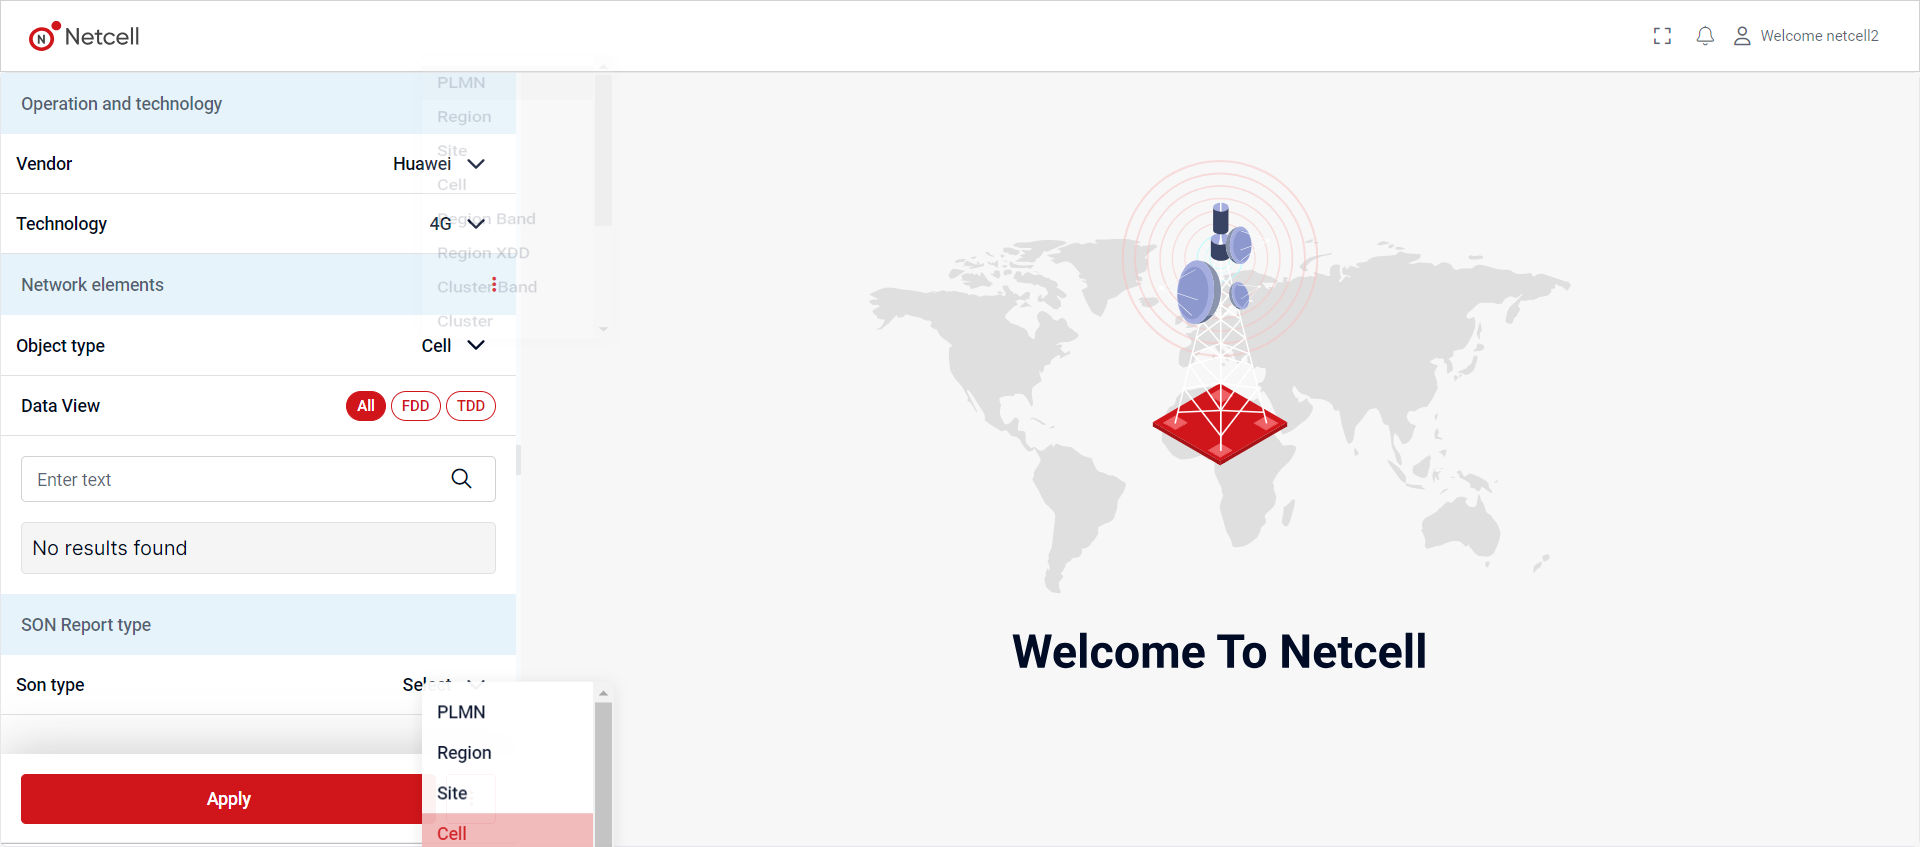 N Netcell
Welcome netcell2
Operation and technology
Vendor
Huawei
Technology
4G
Network elements
Object type
Cell
Data View
All
FDD
TDD
Enter text
No results found
SON Report type
Son type
Select
Apply
PLMN
Region
Site
Cell
Region Band
Region XDD
Cluster Band
Cluster
PLMN
Region
Site
Cell
Welcome To Netcell